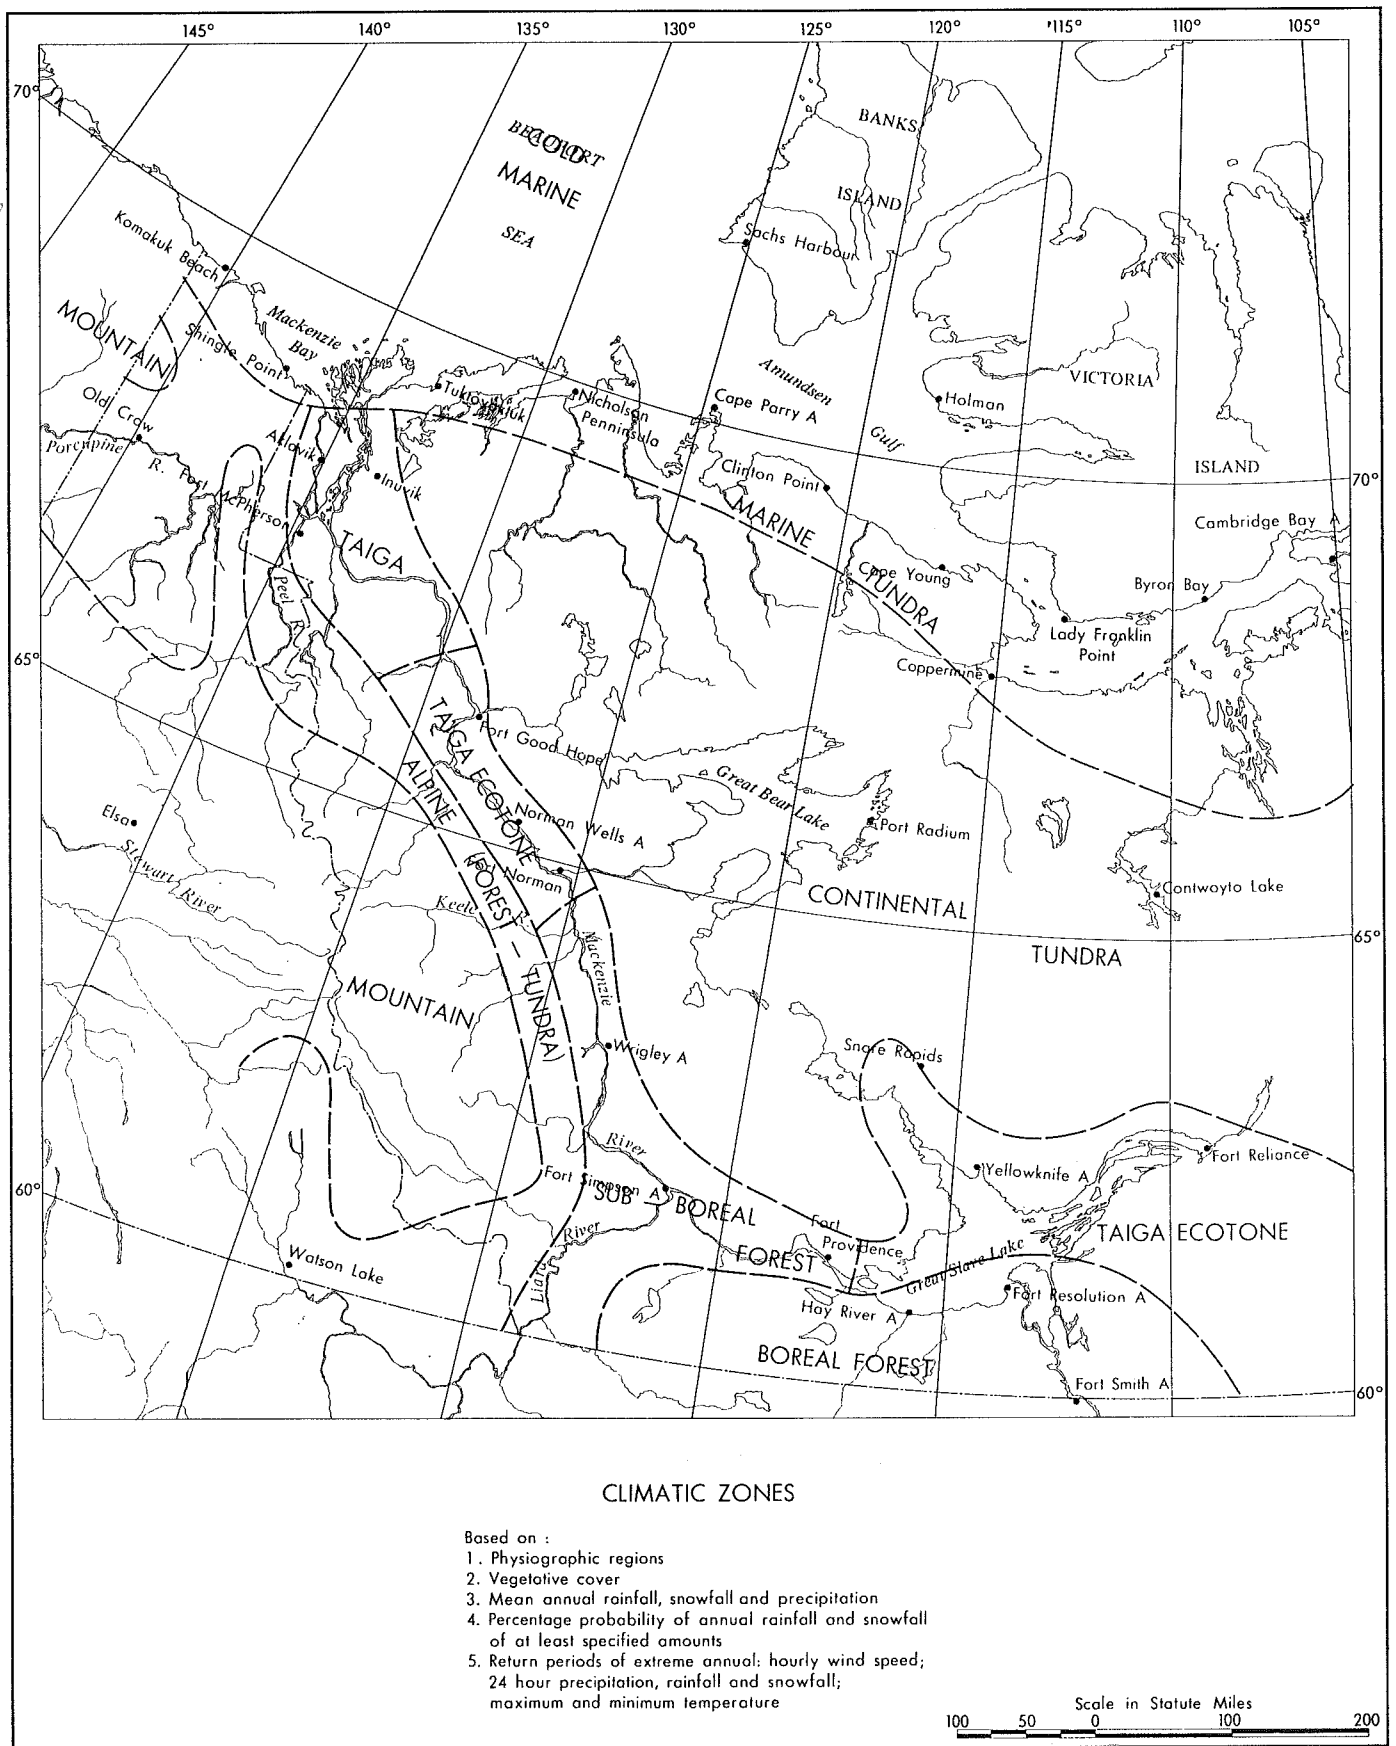 145° 140° 135° 130° 125° 120° 115° 110° 105°
70°
BEAUFORT
COLD
MARINE
SEA
BANKS
ISLAND
Sachs Harbour
Komakuk Beach
MOUNTAIN
Shingle Point
Mackenzie
Bay
Old Crow
Porcupine R.
Aklavik
Fort McPherson
Inuvik
Tuktoyaktuk
Nicholson
Penninsula
Cape Parry A
Amundsen
Gulf
Holman
VICTORIA
ISLAND
70°
Clinton Point
MARINE
TUNDRA
Cape Young
Cambridge Bay A
Byron Bay
Lady Franklin
Point
Coppermine
TAIGA
Peel R.
65°
TAIGA ECOTONE
Fort Good Hope
ALPINE (FOREST – TUNDRA)
Norman Wells A
Great Bear Lake
Port Radium
Elsa
Stewart River
Norman
Keele R.
CONTINENTAL
TUNDRA
Contwoyto Lake
65°
Mackenzie
MOUNTAIN
Wrigley A
Snare Rapids
River
Fort Simpson A
SUB – BOREAL
FOREST
Yellowknife A
Fort Reliance
60°
Watson Lake
Liard
River
Fort
Providence
Great Slave Lake
TAIGA ECOTONE
Hay River A
Fort Resolution A
BOREAL FOREST
Fort Smith A
60°
CLIMATIC ZONES
Based on :
1. Physiographic regions
2. Vegetative cover
3. Mean annual rainfall, snowfall and precipitation
4. Percentage probability of annual rainfall and snowfall
of at least specified amounts
5. Return periods of extreme annual: hourly wind speed;
24 hour precipitation, rainfall and snowfall;
maximum and minimum temperature
Scale in Statute Miles
100 50 0 100 200